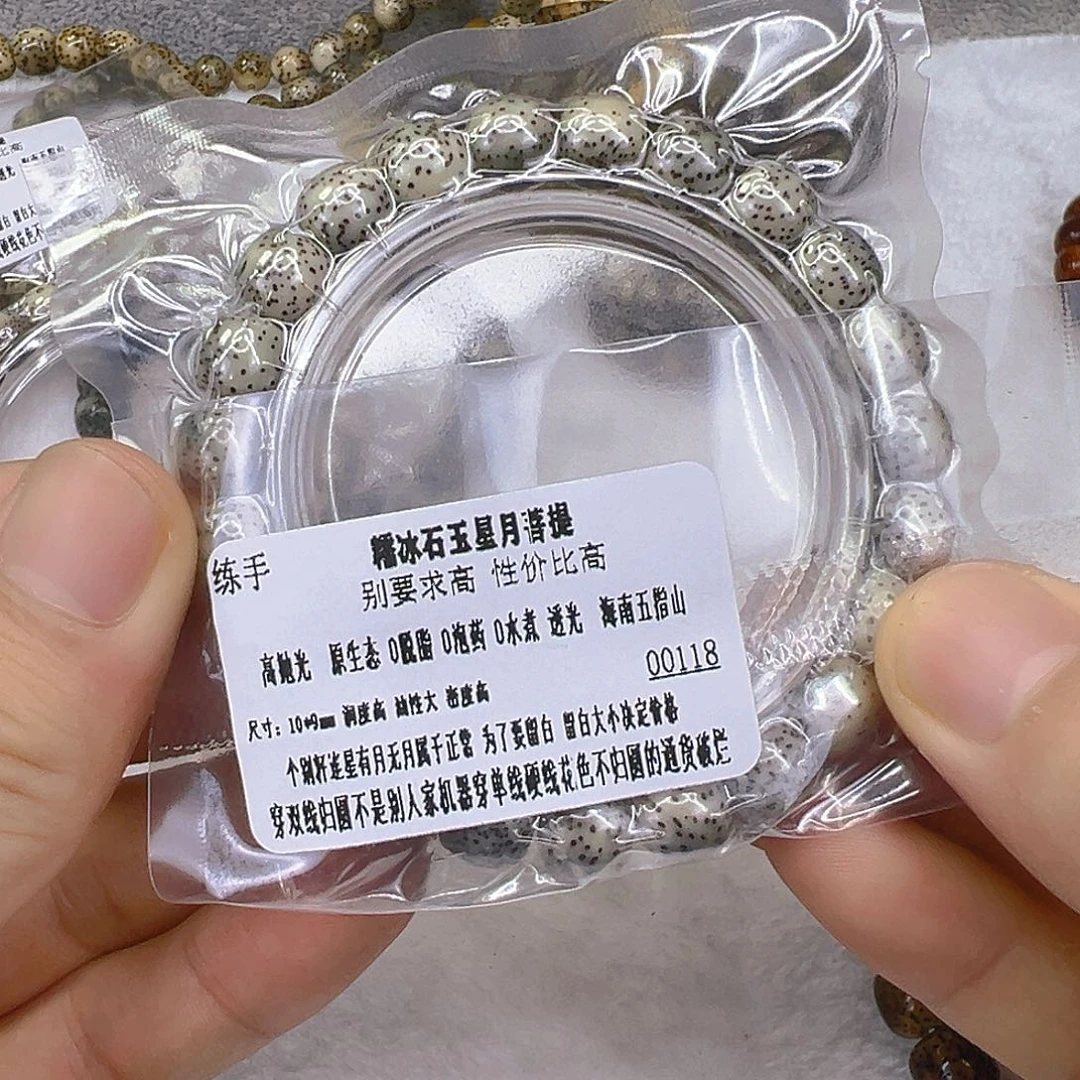 糯冰石玉星月菩提
练手
别要求高 性价比高
高抛光 原生态 0脱脂 0泡药 0水煮 透光 海南五指山
00118
尺寸：10*9mm 润度高 油性大 密度高
个别籽连星有月无月属于正常 为了要留白 留白大小决定价格
穿双线归圆不是别人家机器穿单线硬线花色不归圆的通货破烂